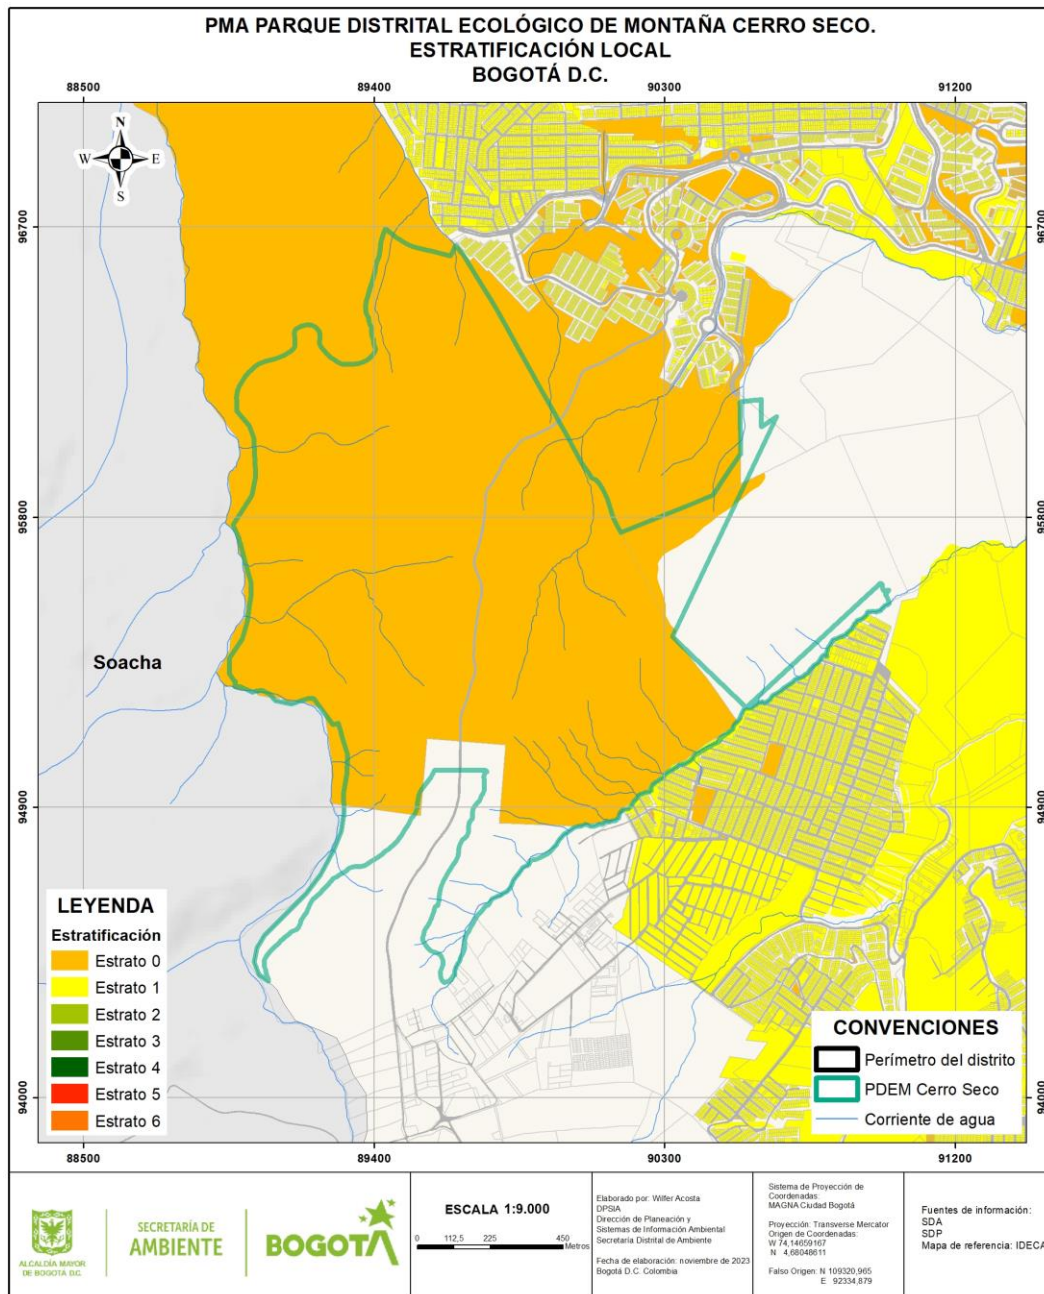 PMA PARQUE DISTRITAL ECOLÓGICO DE MONTAÑA CERRO SECO.
ESTRATIFICACIÓN LOCAL
BOGOTÁ D.C.
88500 89400 90300 91200
N
W E
S
96700 96700
95800 95800
Soacha
94900 94900
LEYENDA
Estratificación
Estrato 0
Estrato 1
Estrato 2
Estrato 3
Estrato 4
Estrato 5
Estrato 6
CONVENCIONES
Perímetro del distrito
PDEM Cerro Seco
Corriente de agua
94000 94000
88500 89400 90300 91200
ALCALDÍA MAYOR
DE BOGOTÁ D.C.
SECRETARÍA DE
AMBIENTE
BOGOTÁ
ESCALA 1:9.000
0 112,5 225 450
Metros
Elaborado por: Wilfer Acosta
DPSIA
Dirección de Planeación y
Sistemas de Información Ambiental
Secretaría Distrital de Ambiente
Fecha de elaboración: noviembre de 2023
Bogotá D.C. Colombia
Sistema de Proyección de
Coordenadas:
MAGNA Ciudad Bogotá
Proyección: Transverse Mercator
Origen de Coordenadas:
W 74,14659167
N 4,68048611
Falso Origen: N 109320,965
E 92334,879
Fuentes de información:
SDA
SDP
Mapa de referencia: IDECA